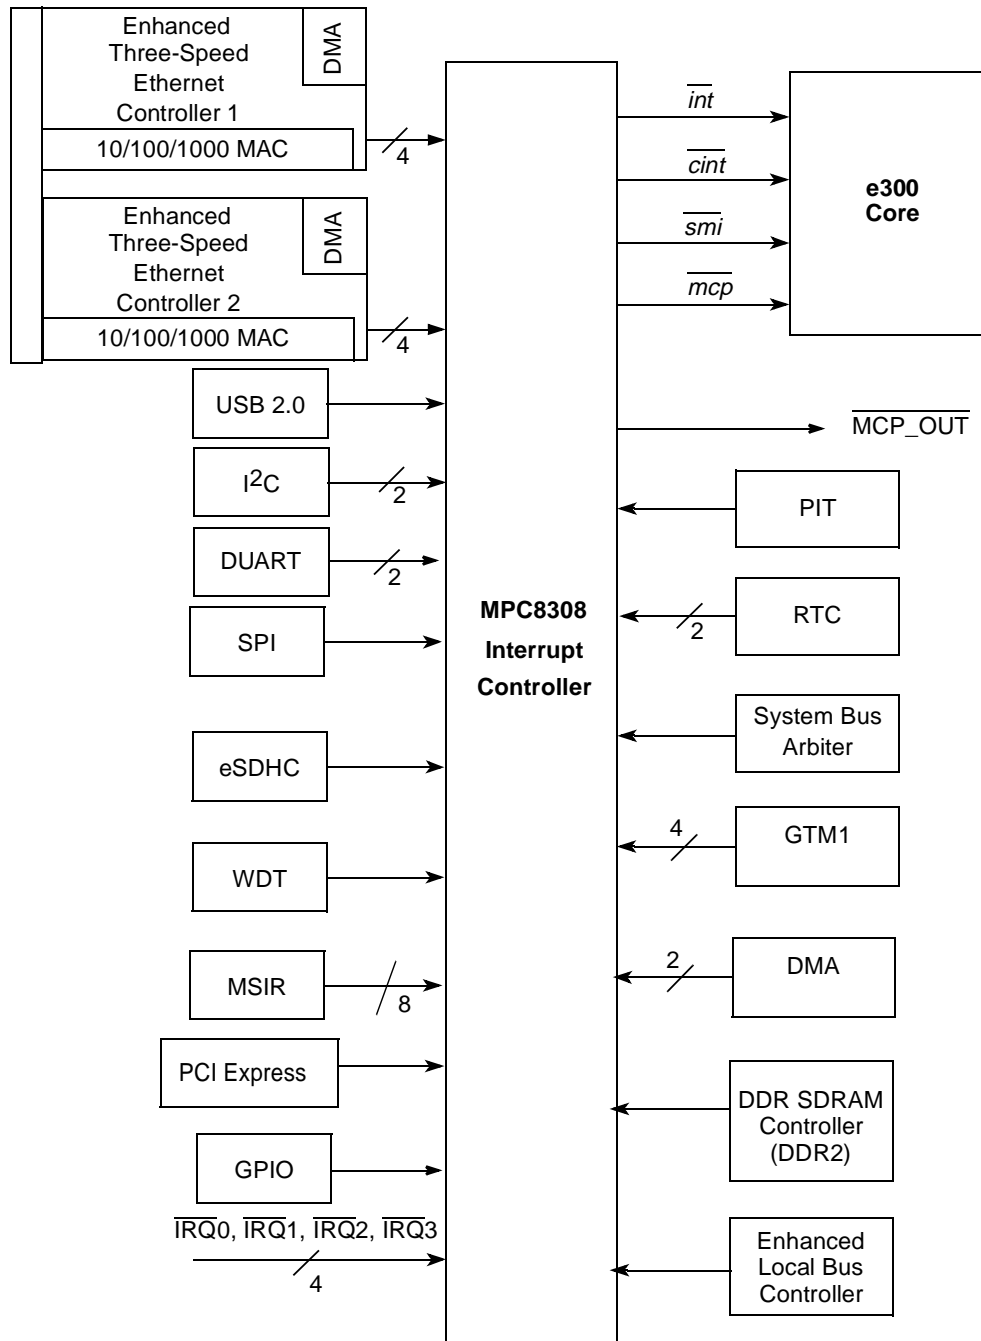 Enhanced
Three-Speed
Ethernet
Controller 1
DMA
10/100/1000 MAC
4
Enhanced
Three-Speed
Ethernet
Controller 2
DMA
10/100/1000 MAC
4
USB 2.0
I²C
2
DUART
2
SPI
eSDHC
WDT
MSIR
8
PCI Express
GPIO
IRQ0, IRQ1, IRQ2, IRQ3
4
MPC8308
Interrupt
Controller
int
cint
smi
mcp
e300
Core
MCP_OUT
PIT
RTC
2
System Bus
Arbiter
GTM1
4
DMA
2
DDR SDRAM
Controller
(DDR2)
Enhanced
Local Bus
Controller